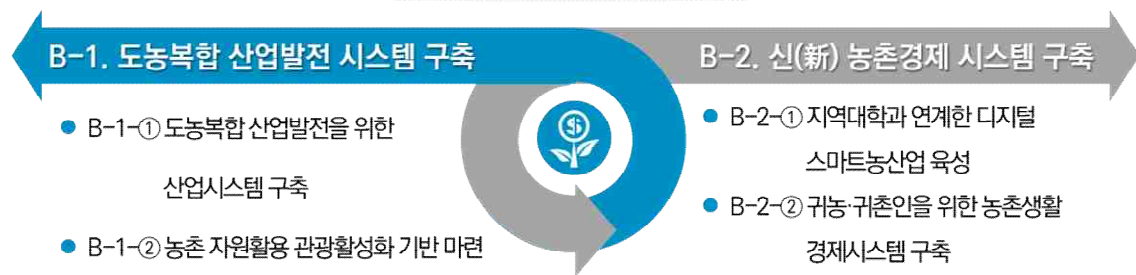 B-1. 도농복합 산업발전 시스템 구축
● B-1-① 도농복합 산업발전을 위한
산업시스템 구축
● B-1-② 농촌 자원활용 관광활성화 기반 마련
$
B-2. 신(新) 농촌경제 시스템 구축
● B-2-① 지역대학과 연계한 디지털
스마트농산업 육성
● B-2-② 귀농·귀촌인을 위한 농촌생활
경제시스템 구축